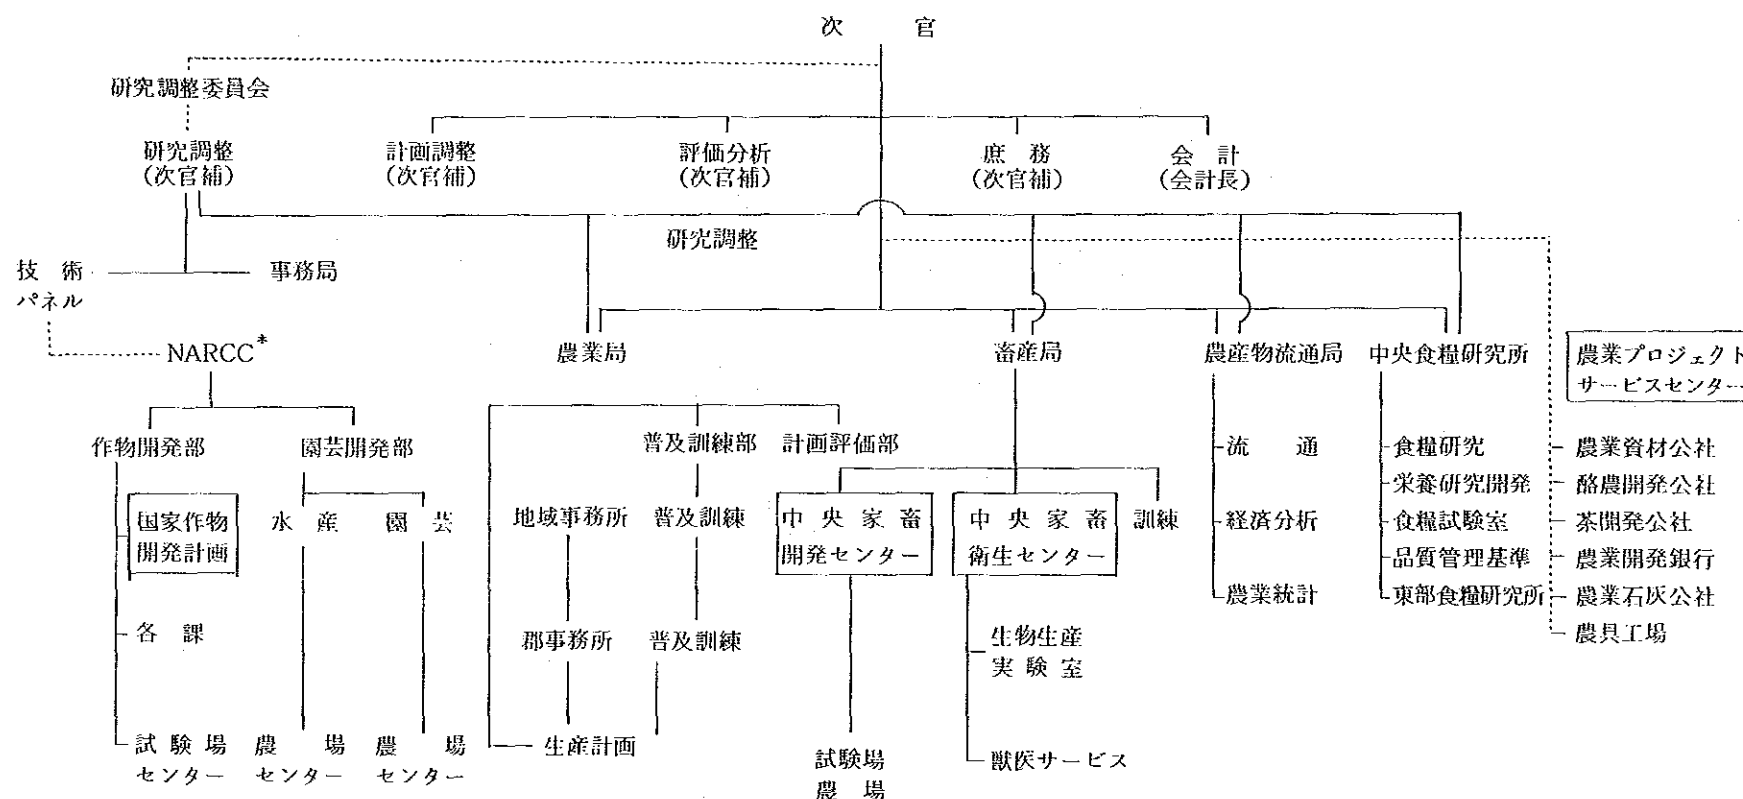 次 官
研究調整委員会
研究調整
(次官補)
計画調整
(次官補)
評価分析
(次官補)
庶 務
(次官補)
会 計
(会計長)
研究調整
技 術
パネル
事務局
NARCC*
農業局
畜産局
農産物流通局
中央食糧研究所
農業プロジェクト
サービスセンター
作物開発部
園芸開発部
普及訓練部
計画評価部
流 通
食糧研究
農業資材公社
栄養研究開発
酪農開発公社
国家作物
開発計画
水 産
園 芸
地域事務所
普及訓練
中 央 家 畜
開発センター
中 央 家 畜
衛生センター
訓練
経済分析
食糧試験室
茶開発公社
品質管理基準
農業開発銀行
農業統計
東部食糧研究所
農業石灰公社
各 課
郡事務所
普及訓練
生物生産
実 験 室
農具工場
試 験 場
センター
農 場
センター
農 場
センター
生産計画
試験場
農 場
獣医サービス